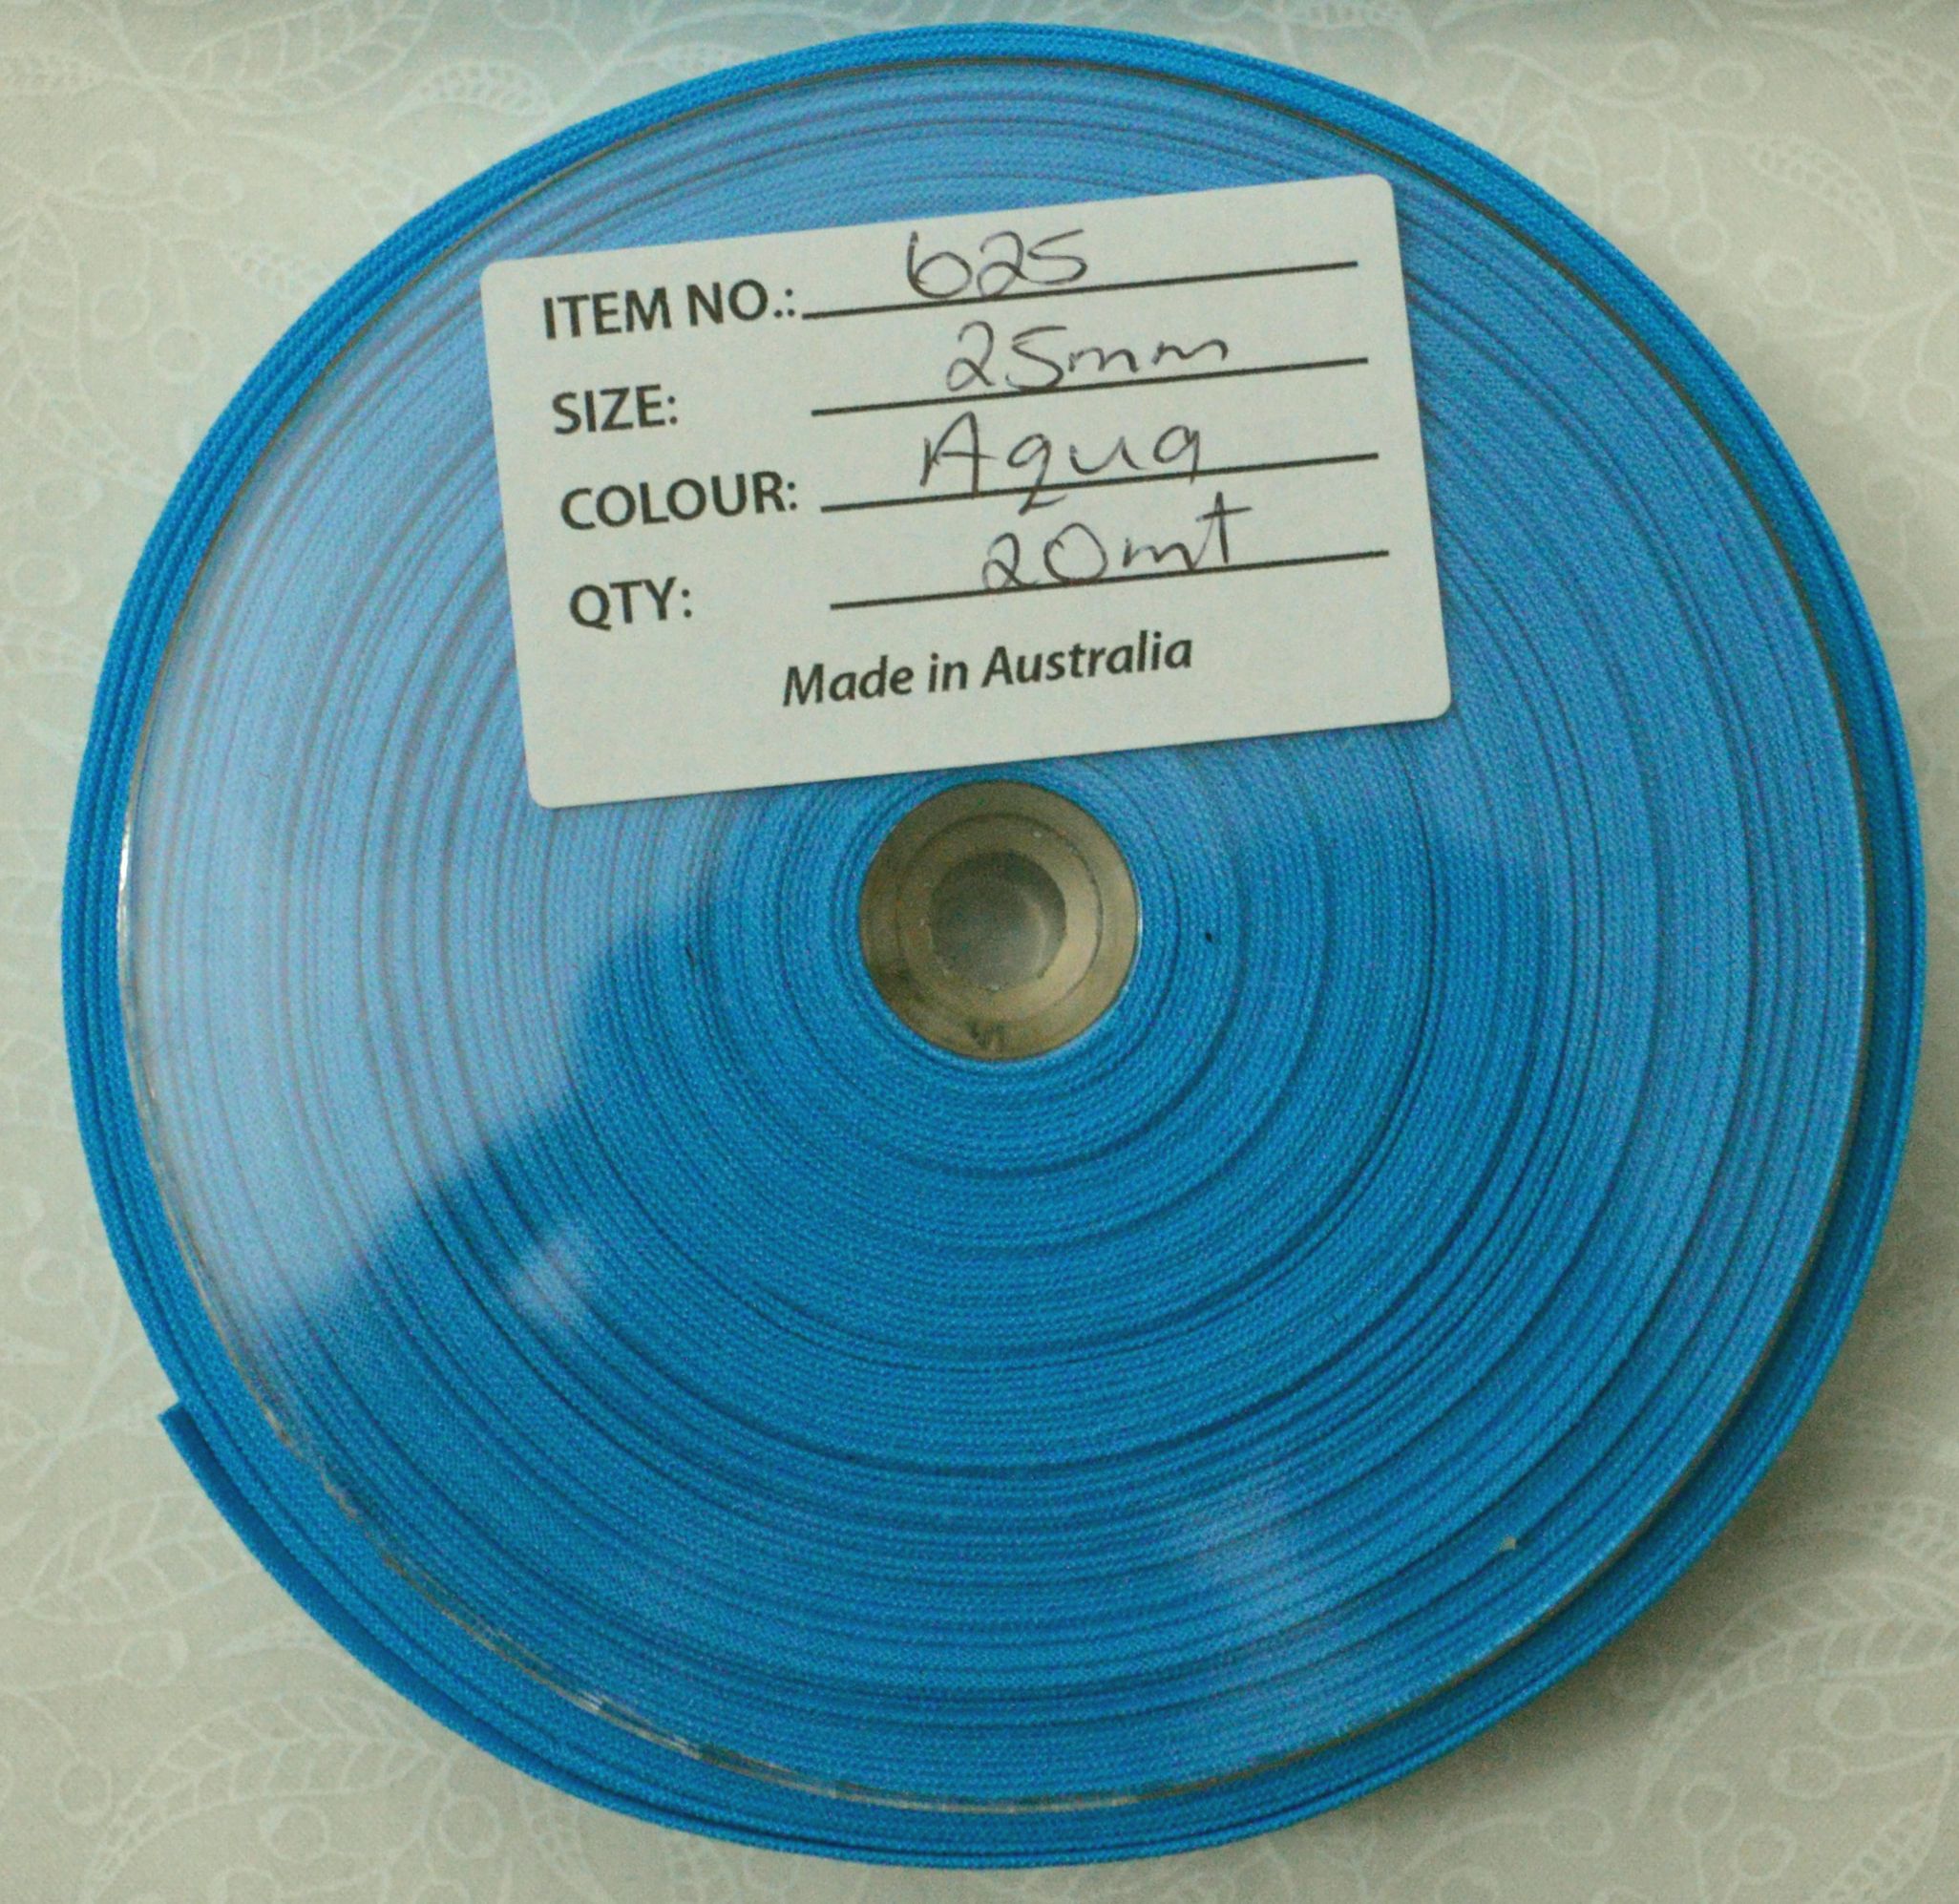 ITEM NO.: 625
SIZE: 25mm
COLOUR: Aqua
QTY: 20mt
Made in Australia